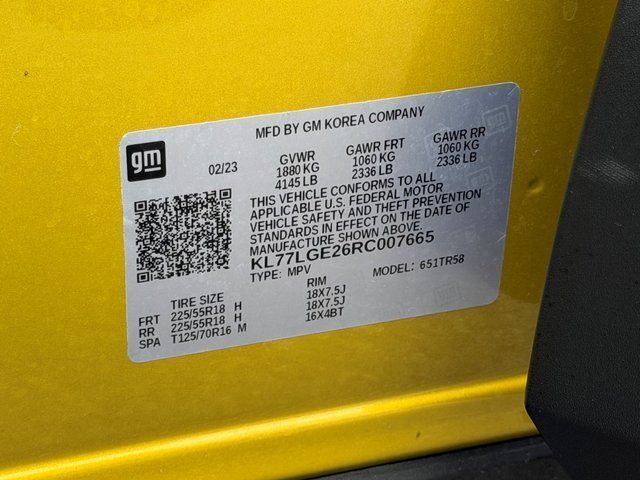 gm
MFD BY GM KOREA COMPANY
02/23 GVWR GAWR FRT GAWR RR
1880 KG 1060 KG 1060 KG
4145 LB 2336 LB 2336 LB
THIS VEHICLE CONFORMS TO ALL
APPLICABLE U.S. FEDERAL MOTOR
VEHICLE SAFETY AND THEFT PREVENTION
STANDARDS IN EFFECT ON THE DATE OF
MANUFACTURE SHOWN ABOVE.
KL77LGE26RC007665
TYPE: MPV MODEL: 651TR58
TIRE SIZE RIM
FRT 225/55R18 H 18X7.5J
RR 225/55R18 H 18X7.5J
SPA T125/70R16 M 16X4BT